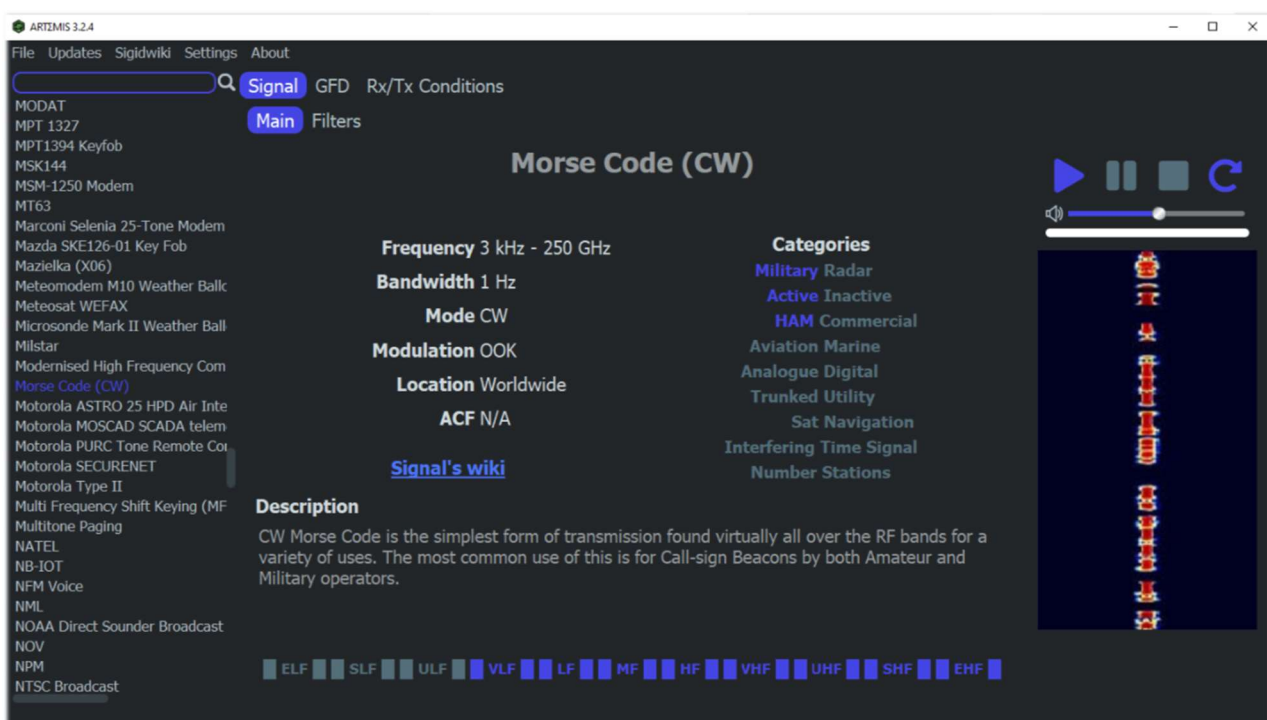 ARTΣMIS 3.2.4
File Updates Sigidwiki Settings About
Signal GFD Rx/Tx Conditions
Main Filters
MODAT
MPT 1327
MPT1394 Keyfob
MSK144
MSM-1250 Modem
MT63
Marconi Selenia 25-Tone Modem
Mazda SKE126-01 Key Fob
Mazielka (X06)
Meteomodem M10 Weather Ballc
Meteosat WEFAX
Microsonde Mark II Weather Ball
Milstar
Modernised High Frequency Com
Morse Code (CW)
Motorola ASTRO 25 HPD Air Inte
Motorola MOSCAD SCADA telem
Motorola PURC Tone Remote Cor
Motorola SECURENET
Motorola Type II
Multi Frequency Shift Keying (MF
Multitone Paging
NATEL
NB-IOT
NFM Voice
NML
NOAA Direct Sounder Broadcast
NOV
NPM
NTSC Broadcast
Morse Code (CW)
Frequency 3 kHz - 250 GHz
Bandwidth 1 Hz
Mode CW
Modulation OOK
Location Worldwide
ACF N/A
Signal's wiki
Categories
Military Radar
Active Inactive
HAM Commercial
Aviation Marine
Analogue Digital
Trunked Utility
Sat Navigation
Interfering Time Signal
Number Stations
Description
CW Morse Code is the simplest form of transmission found virtually all over the RF bands for a
variety of uses. The most common use of this is for Call-sign Beacons by both Amateur and
Military operators.
ELF SLF ULF VLF LF MF HF VHF UHF SHF EHF